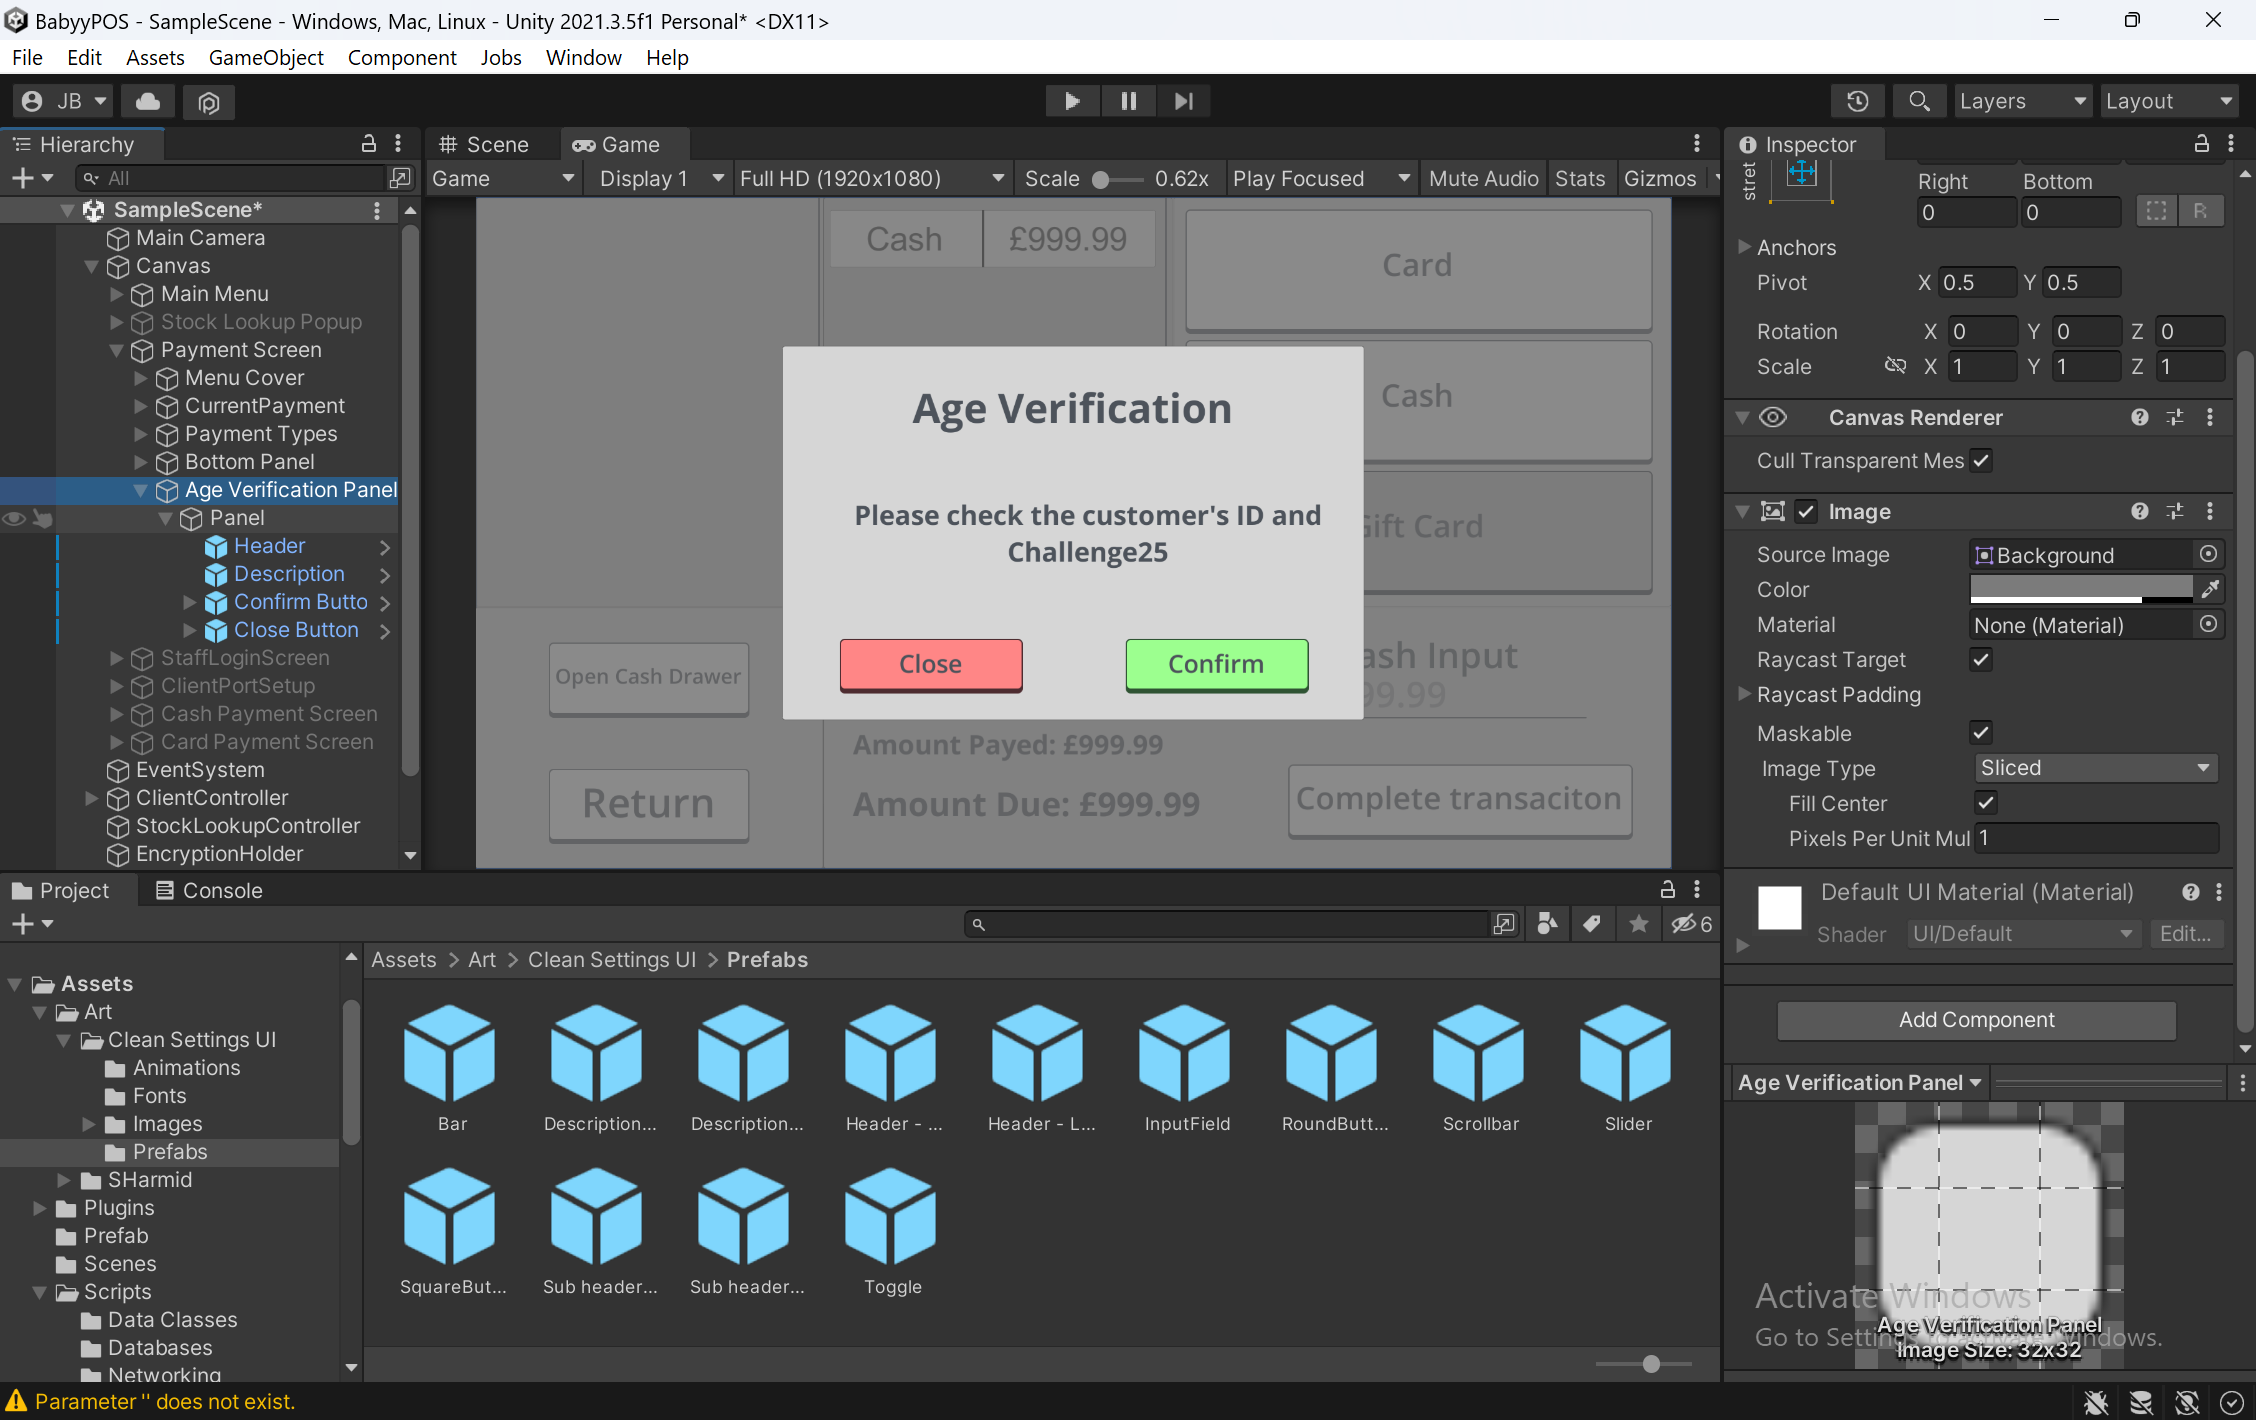 BabyyPOS - SampleScene - Windows, Mac, Linux - Unity 2021.3.5f1 Personal* <DX11>
File Edit Assets GameObject Component Jobs Window Help
JB
Layers
Layout
Hierarchy
All
SampleScene*
Main Camera
Canvas
Main Menu
Stock Lookup Popup
Payment Screen
Menu Cover
CurrentPayment
Payment Types
Bottom Panel
Age Verification Panel
Panel
Header
Description
Confirm Butto
Close Button
StaffLoginScreen
ClientPortSetup
Cash Payment Screen
Card Payment Screen
EventSystem
ClientController
StockLookupController
EncryptionHolder
Scene Game
Game Display 1 Full HD (1920x1080) Scale 0.62x Play Focused Mute Audio Stats Gizmos
Cash £999.99
Card
Cash
Gift Card
Age Verification
Please check the customer's ID and
Challenge25
Close Confirm
Open Cash Drawer
ash Input
99.99
Amount Payed: £999.99
Return
Amount Due: £999.99
Complete transaciton
Inspector
stret
Right Bottom
0 0
R
Anchors
Pivot X 0.5 Y 0.5
Rotation X 0 Y 0 Z 0
Scale X 1 Y 1 Z 1
Canvas Renderer
Cull Transparent Mes
Image
Source Image Background
Color
Material None (Material)
Raycast Target
Raycast Padding
Maskable
Image Type Sliced
Fill Center
Pixels Per Unit Mul 1
Default UI Material (Material)
Shader UI/Default Edit...
Add Component
Age Verification Panel
Age Verification Panel
Image Size: 32x32
Activate Windows
Go to Settings to activate Windows.
Project Console
6
Assets
Art
Clean Settings UI
Animations
Fonts
Images
Prefabs
SHarmid
Plugins
Prefab
Scenes
Scripts
Data Classes
Databases
Networking
Assets > Art > Clean Settings UI > Prefabs
Bar Description... Description... Header - ... Header - L... InputField RoundButt... Scrollbar Slider
SquareBut... Sub header... Sub header... Toggle
Parameter '' does not exist.